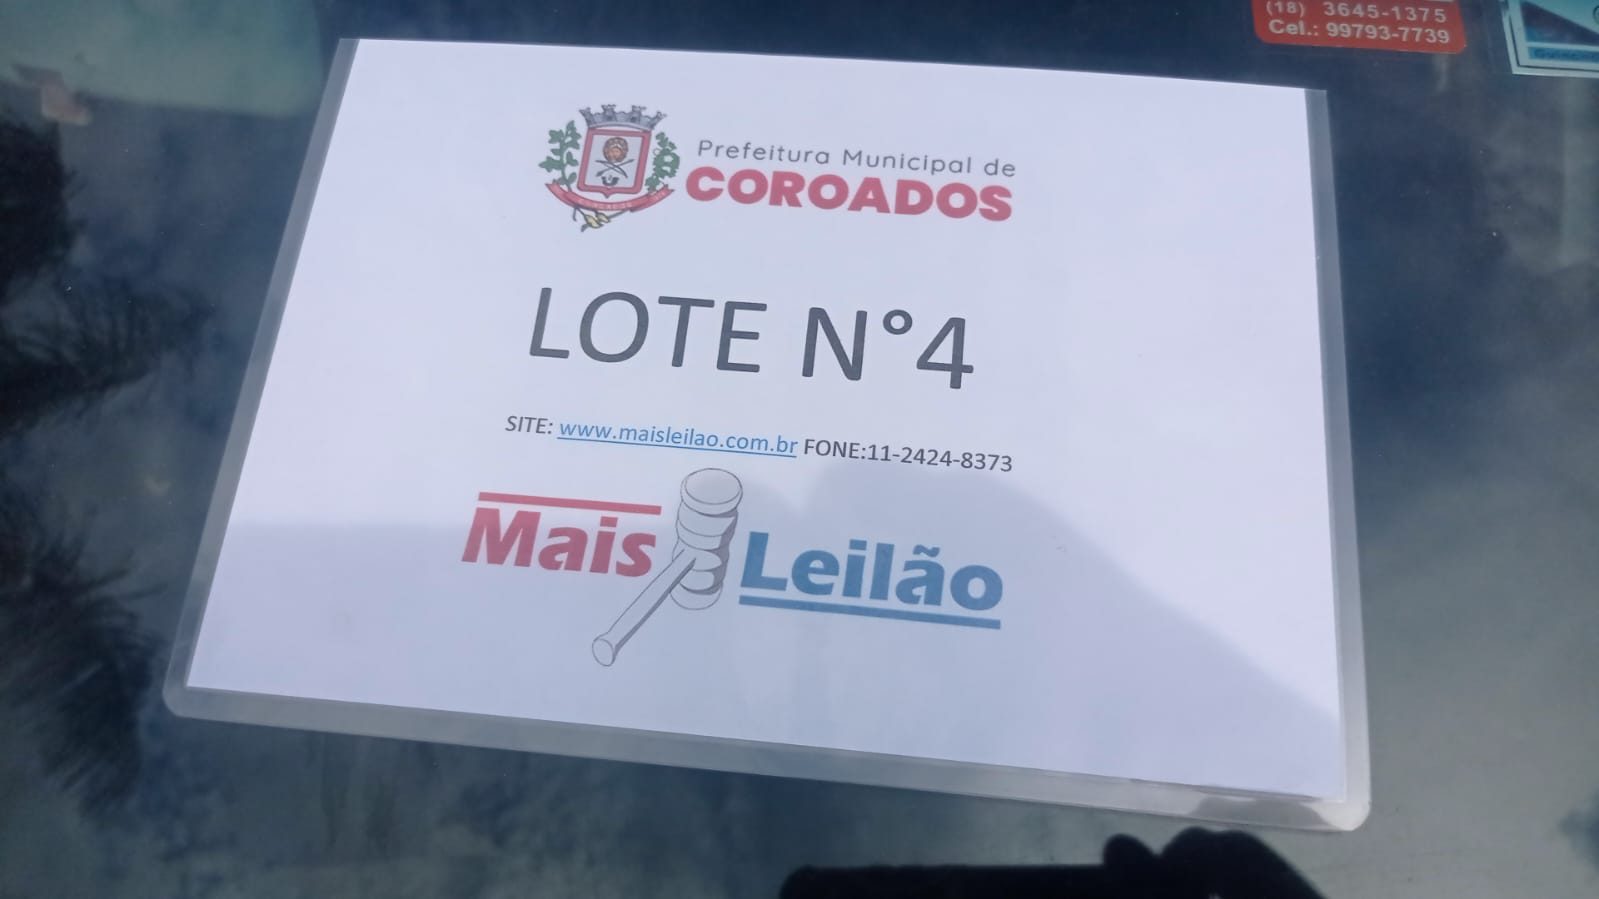 (18) 3645-1375
Cel.: 99793-7739
Prefeitura Municipal de
COROADOS
LOTE N°4
SITE: www.maisleilao.com.br FONE:11-2424-8373
Mais Leilão